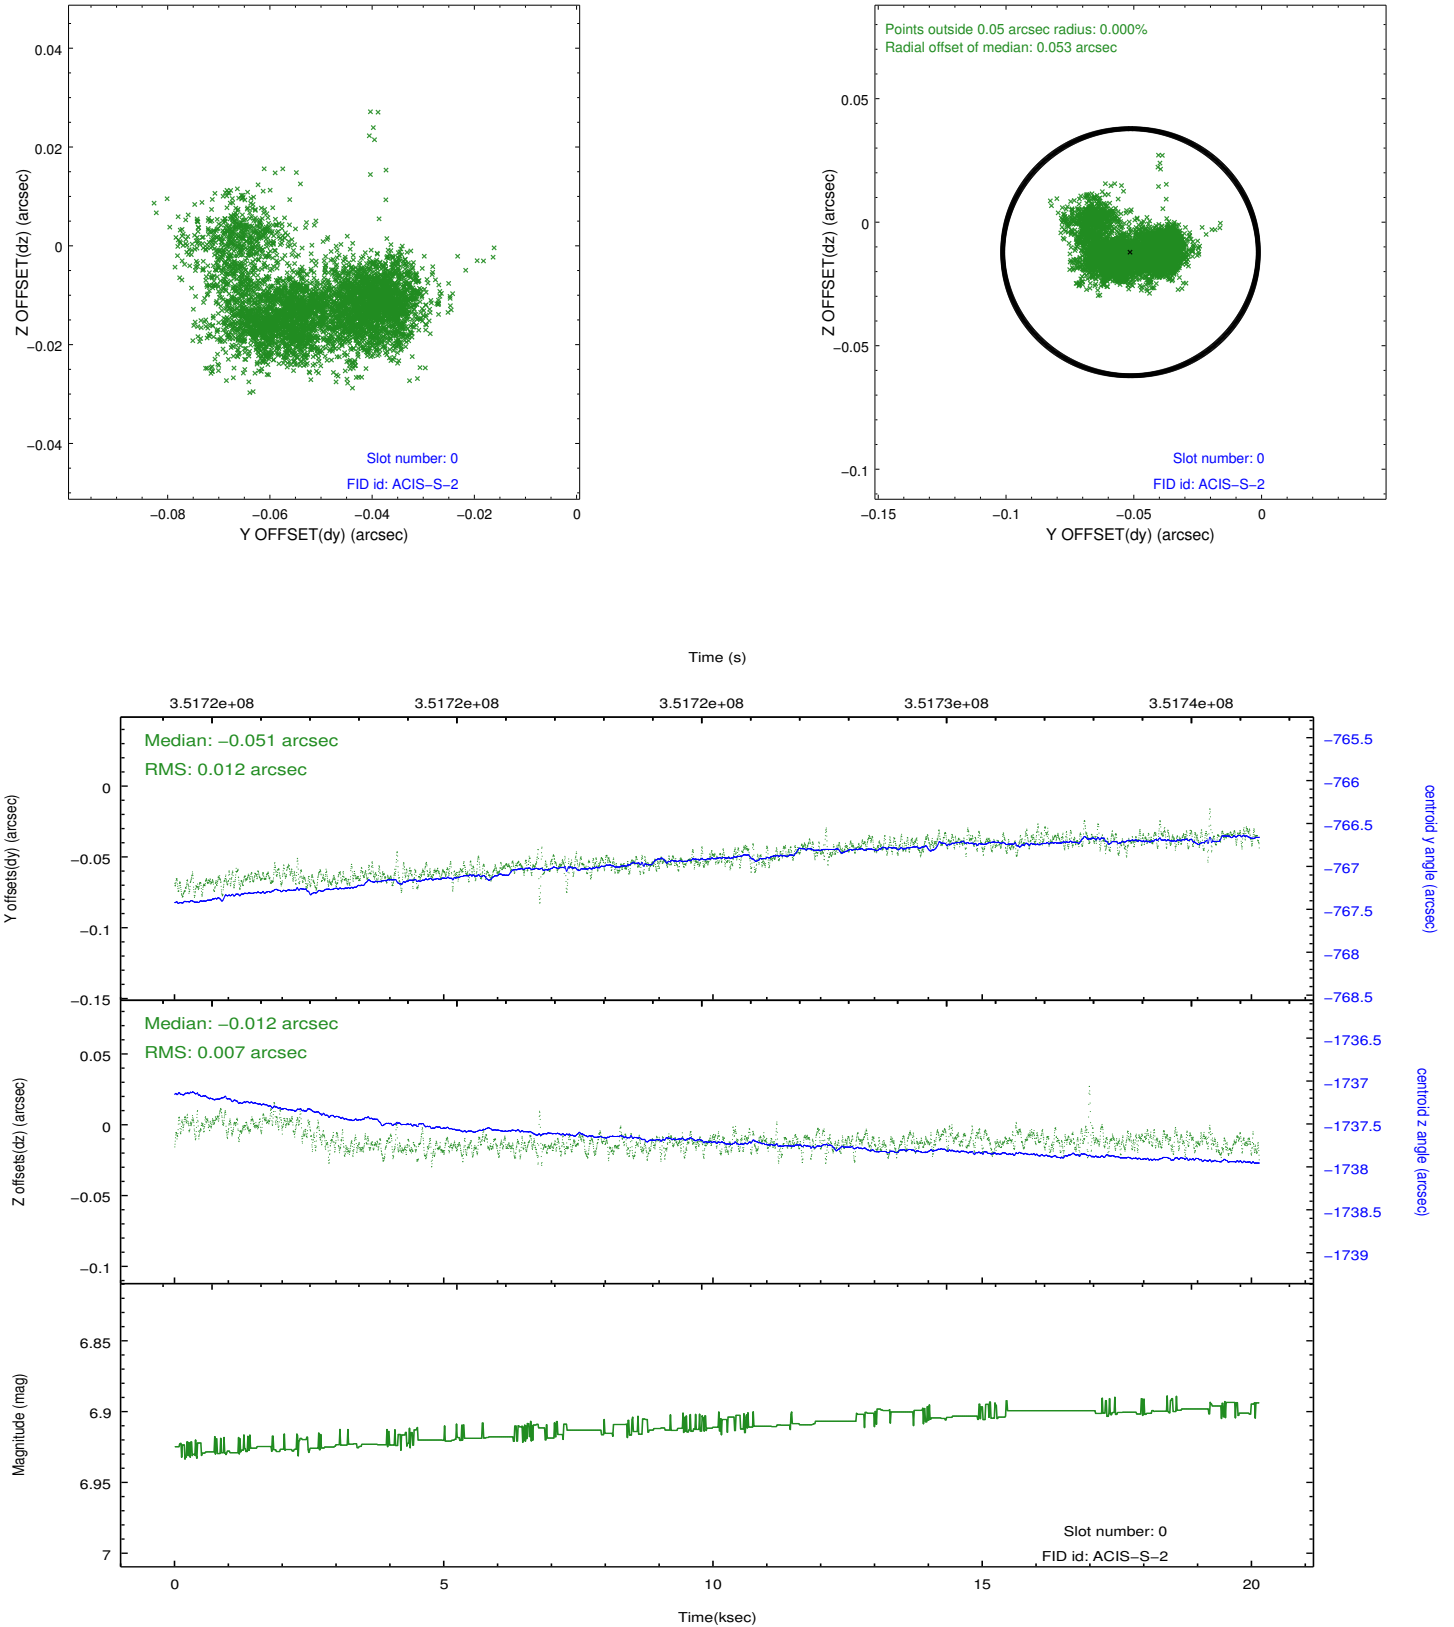 0.04
0.02
0
−0.02
−0.04
Z OFFSET(dz) (arcsec)
Slot number: 0
FID id: ACIS−S−2
−0.08
−0.06
−0.04
−0.02
0
Y OFFSET(dy) (arcsec)
Points outside 0.05 arcsec radius: 0.000%
Radial offset of median: 0.053 arcsec
0.05
0
−0.05
−0.1
Z OFFSET(dz) (arcsec)
Slot number: 0
FID id: ACIS−S−2
−0.15
−0.1
−0.05
0
Y OFFSET(dy) (arcsec)
Time (s)
3.5172e+08
3.5172e+08
3.5172e+08
3.5173e+08
3.5174e+08
Median: −0.051 arcsec
RMS: 0.012 arcsec
0
−0.05
−0.1
−0.15
Y offsets(dy) (arcsec)
−765.5
−766
−766.5
−767
−767.5
−768
−768.5
centroid y angle (arcsec)
Median: −0.012 arcsec
RMS: 0.007 arcsec
0.05
0
−0.05
−0.1
Z offsets(dz) (arcsec)
−1736.5
−1737
−1737.5
−1738
−1738.5
−1739
centroid z angle (arcsec)
6.85
6.9
6.95
7
Magnitude (mag)
Slot number: 0
FID id: ACIS−S−2
0
5
10
15
20
Time(ksec)